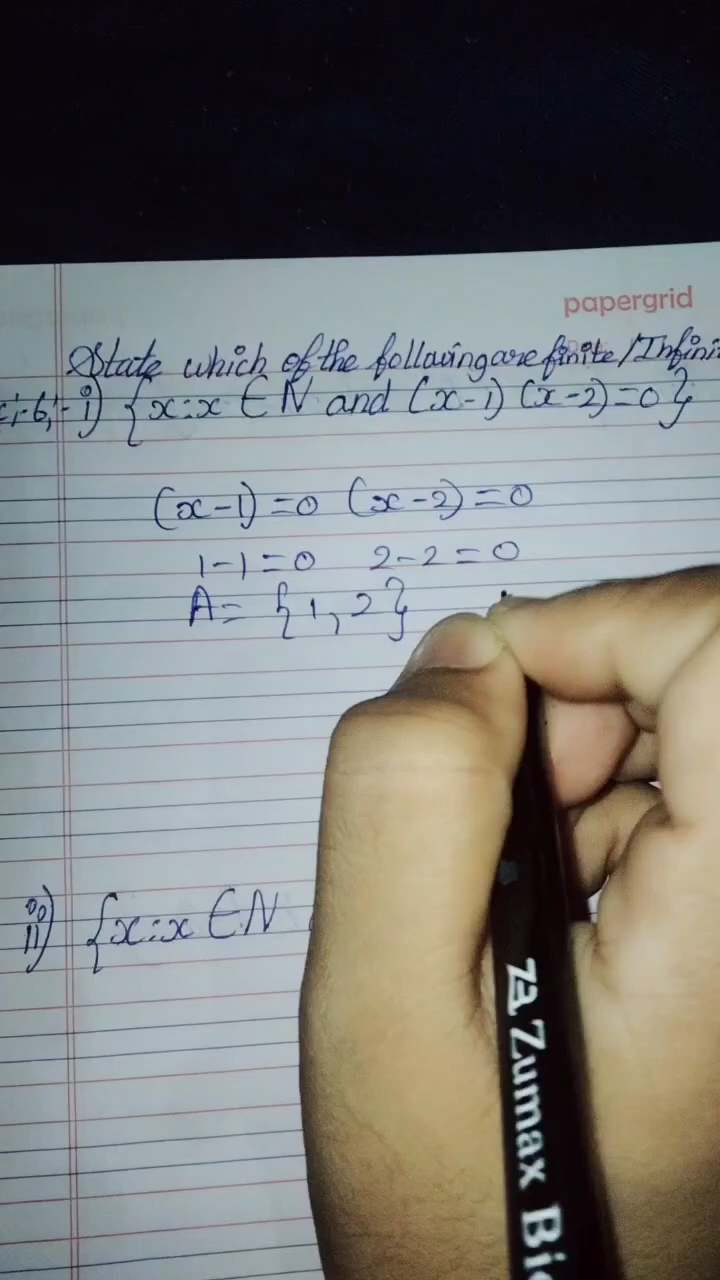 papergrid
State which of the following are finite/Infini
i) {x:x ∈ N and (x-1) (x-2)=0}
(x-1)=0 (x-2)=0
1-1=0 2-2=0
A= {1,2}
ii) {x:x ∈ N
Zumax Bi